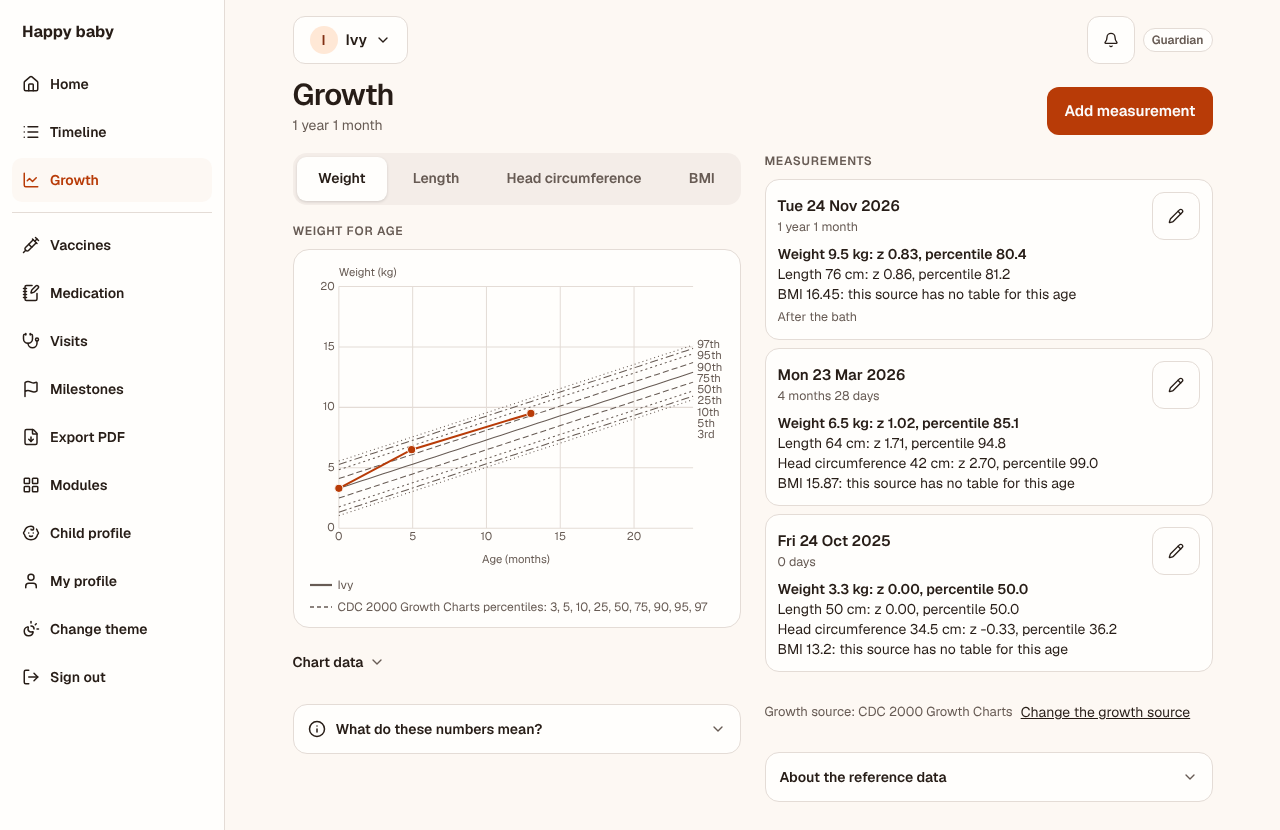 Happy baby
Home
Timeline
Growth
Vaccines
Medication
Visits
Milestones
Export PDF
Modules
Child profile
My profile
Change theme
Sign out
I Ivy
Guardian
Growth
1 year 1 month
Add measurement
Weight Length Head circumference BMI
WEIGHT FOR AGE
Weight (kg)
20
15
10
5
0
0 5 10 15 20
97th
95th
90th
75th
50th
25th
10th
5th
3rd
Age (months)
Ivy
CDC 2000 Growth Charts percentiles: 3, 5, 10, 25, 50, 75, 90, 95, 97
Chart data
What do these numbers mean?
MEASUREMENTS
Tue 24 Nov 2026
1 year 1 month
Weight 9.5 kg: z 0.83, percentile 80.4
Length 76 cm: z 0.86, percentile 81.2
BMI 16.45: this source has no table for this age
After the bath
Mon 23 Mar 2026
4 months 28 days
Weight 6.5 kg: z 1.02, percentile 85.1
Length 64 cm: z 1.71, percentile 94.8
Head circumference 42 cm: z 2.70, percentile 99.0
BMI 15.87: this source has no table for this age
Fri 24 Oct 2025
0 days
Weight 3.3 kg: z 0.00, percentile 50.0
Length 50 cm: z 0.00, percentile 50.0
Head circumference 34.5 cm: z -0.33, percentile 36.2
BMI 13.2: this source has no table for this age
Growth source: CDC 2000 Growth Charts Change the growth source
About the reference data